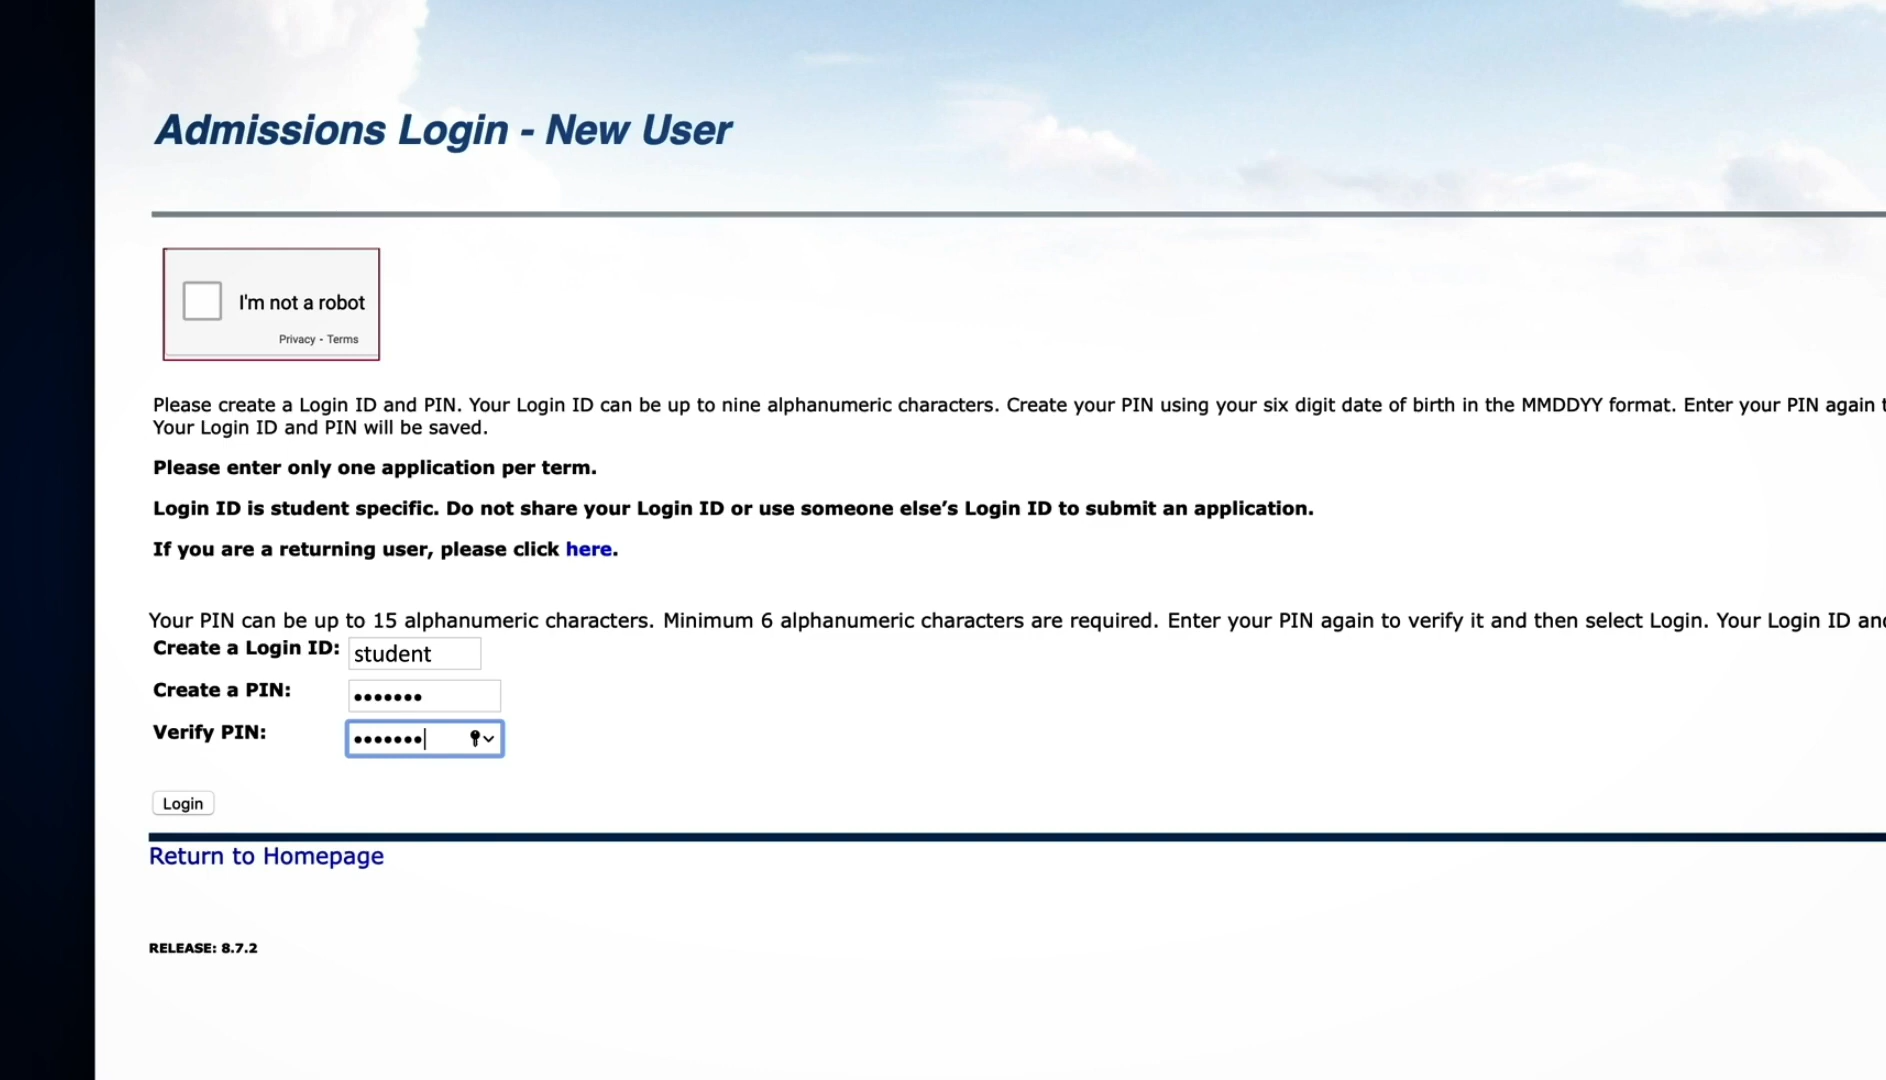 Admissions Login - New User
I'm not a robot
Privacy - Terms
Please create a Login ID and PIN. Your Login ID can be up to nine alphanumeric characters. Create your PIN using your six digit date of birth in the MMDDYY format. Enter your PIN again
Your Login ID and PIN will be saved.
Please enter only one application per term.
Login ID is student specific. Do not share your Login ID or use someone else’s Login ID to submit an application.
If you are a returning user, please click here.
Your PIN can be up to 15 alphanumeric characters. Minimum 6 alphanumeric characters are required. Enter your PIN again to verify it and then select Login. Your Login ID
Create a Login ID: student
Create a PIN: •••••••
Verify PIN: •••••••
Login
Return to Homepage
RELEASE: 8.7.2